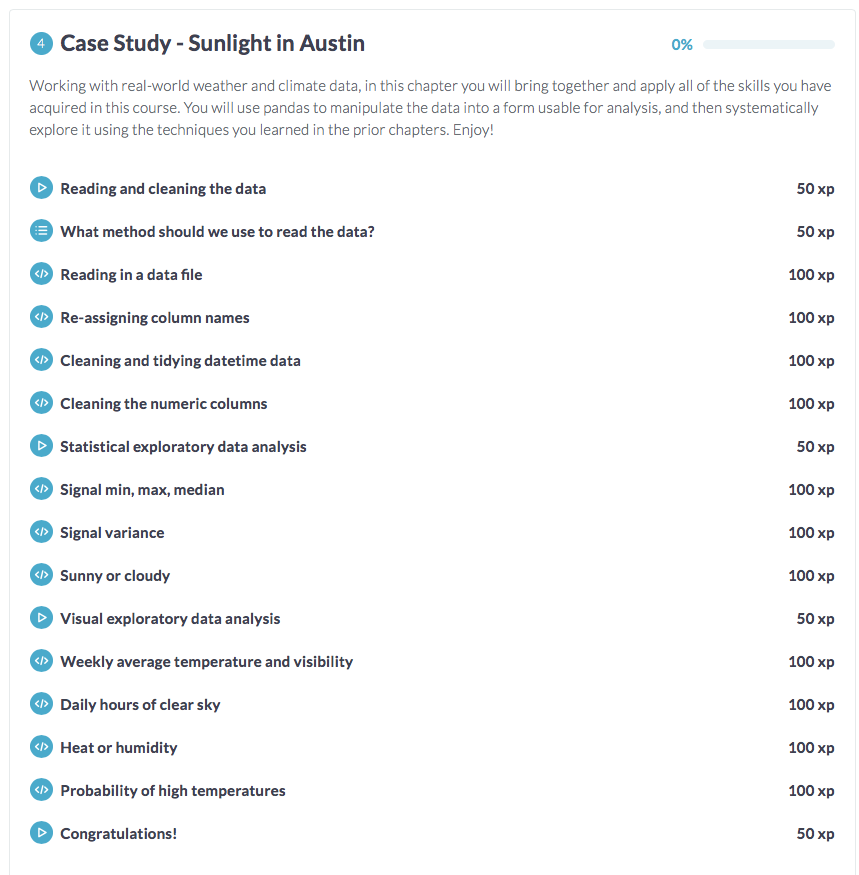 4 Case Study - Sunlight in Austin 0%
Working with real-world weather and climate data, in this chapter you will bring together and apply all of the skills you have
acquired in this course. You will use pandas to manipulate the data into a form usable for analysis, and then systematically
explore it using the techniques you learned in the prior chapters. Enjoy!
Reading and cleaning the data 50 xp
What method should we use to read the data? 50 xp
</> Reading in a data file 100 xp
</> Re-assigning column names 100 xp
</> Cleaning and tidying datetime data 100 xp
</> Cleaning the numeric columns 100 xp
Statistical exploratory data analysis 50 xp
</> Signal min, max, median 100 xp
</> Signal variance 100 xp
</> Sunny or cloudy 100 xp
Visual exploratory data analysis 50 xp
</> Weekly average temperature and visibility 100 xp
</> Daily hours of clear sky 100 xp
</> Heat or humidity 100 xp
</> Probability of high temperatures 100 xp
Congratulations! 50 xp